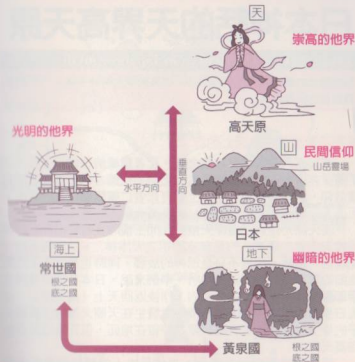 天
崇高的他界
高天原
光明的他界
垂直方向
水平方向
山
民間信仰
山岳靈場
日本
海上
常世國
根之國
底之國
地下
幽暗的他界
黃泉國
根之國
底之國